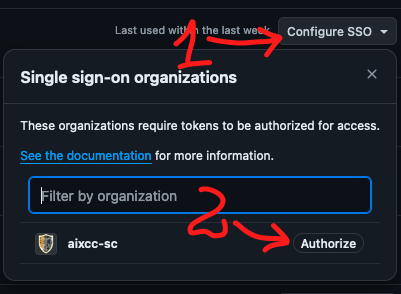 Last used within the last week
Configure SSO
1
Single sign-on organizations
These organizations require tokens to be authorized for access.
See the documentation for more information.
Filter by organization
2
aixcc-sc
Authorize